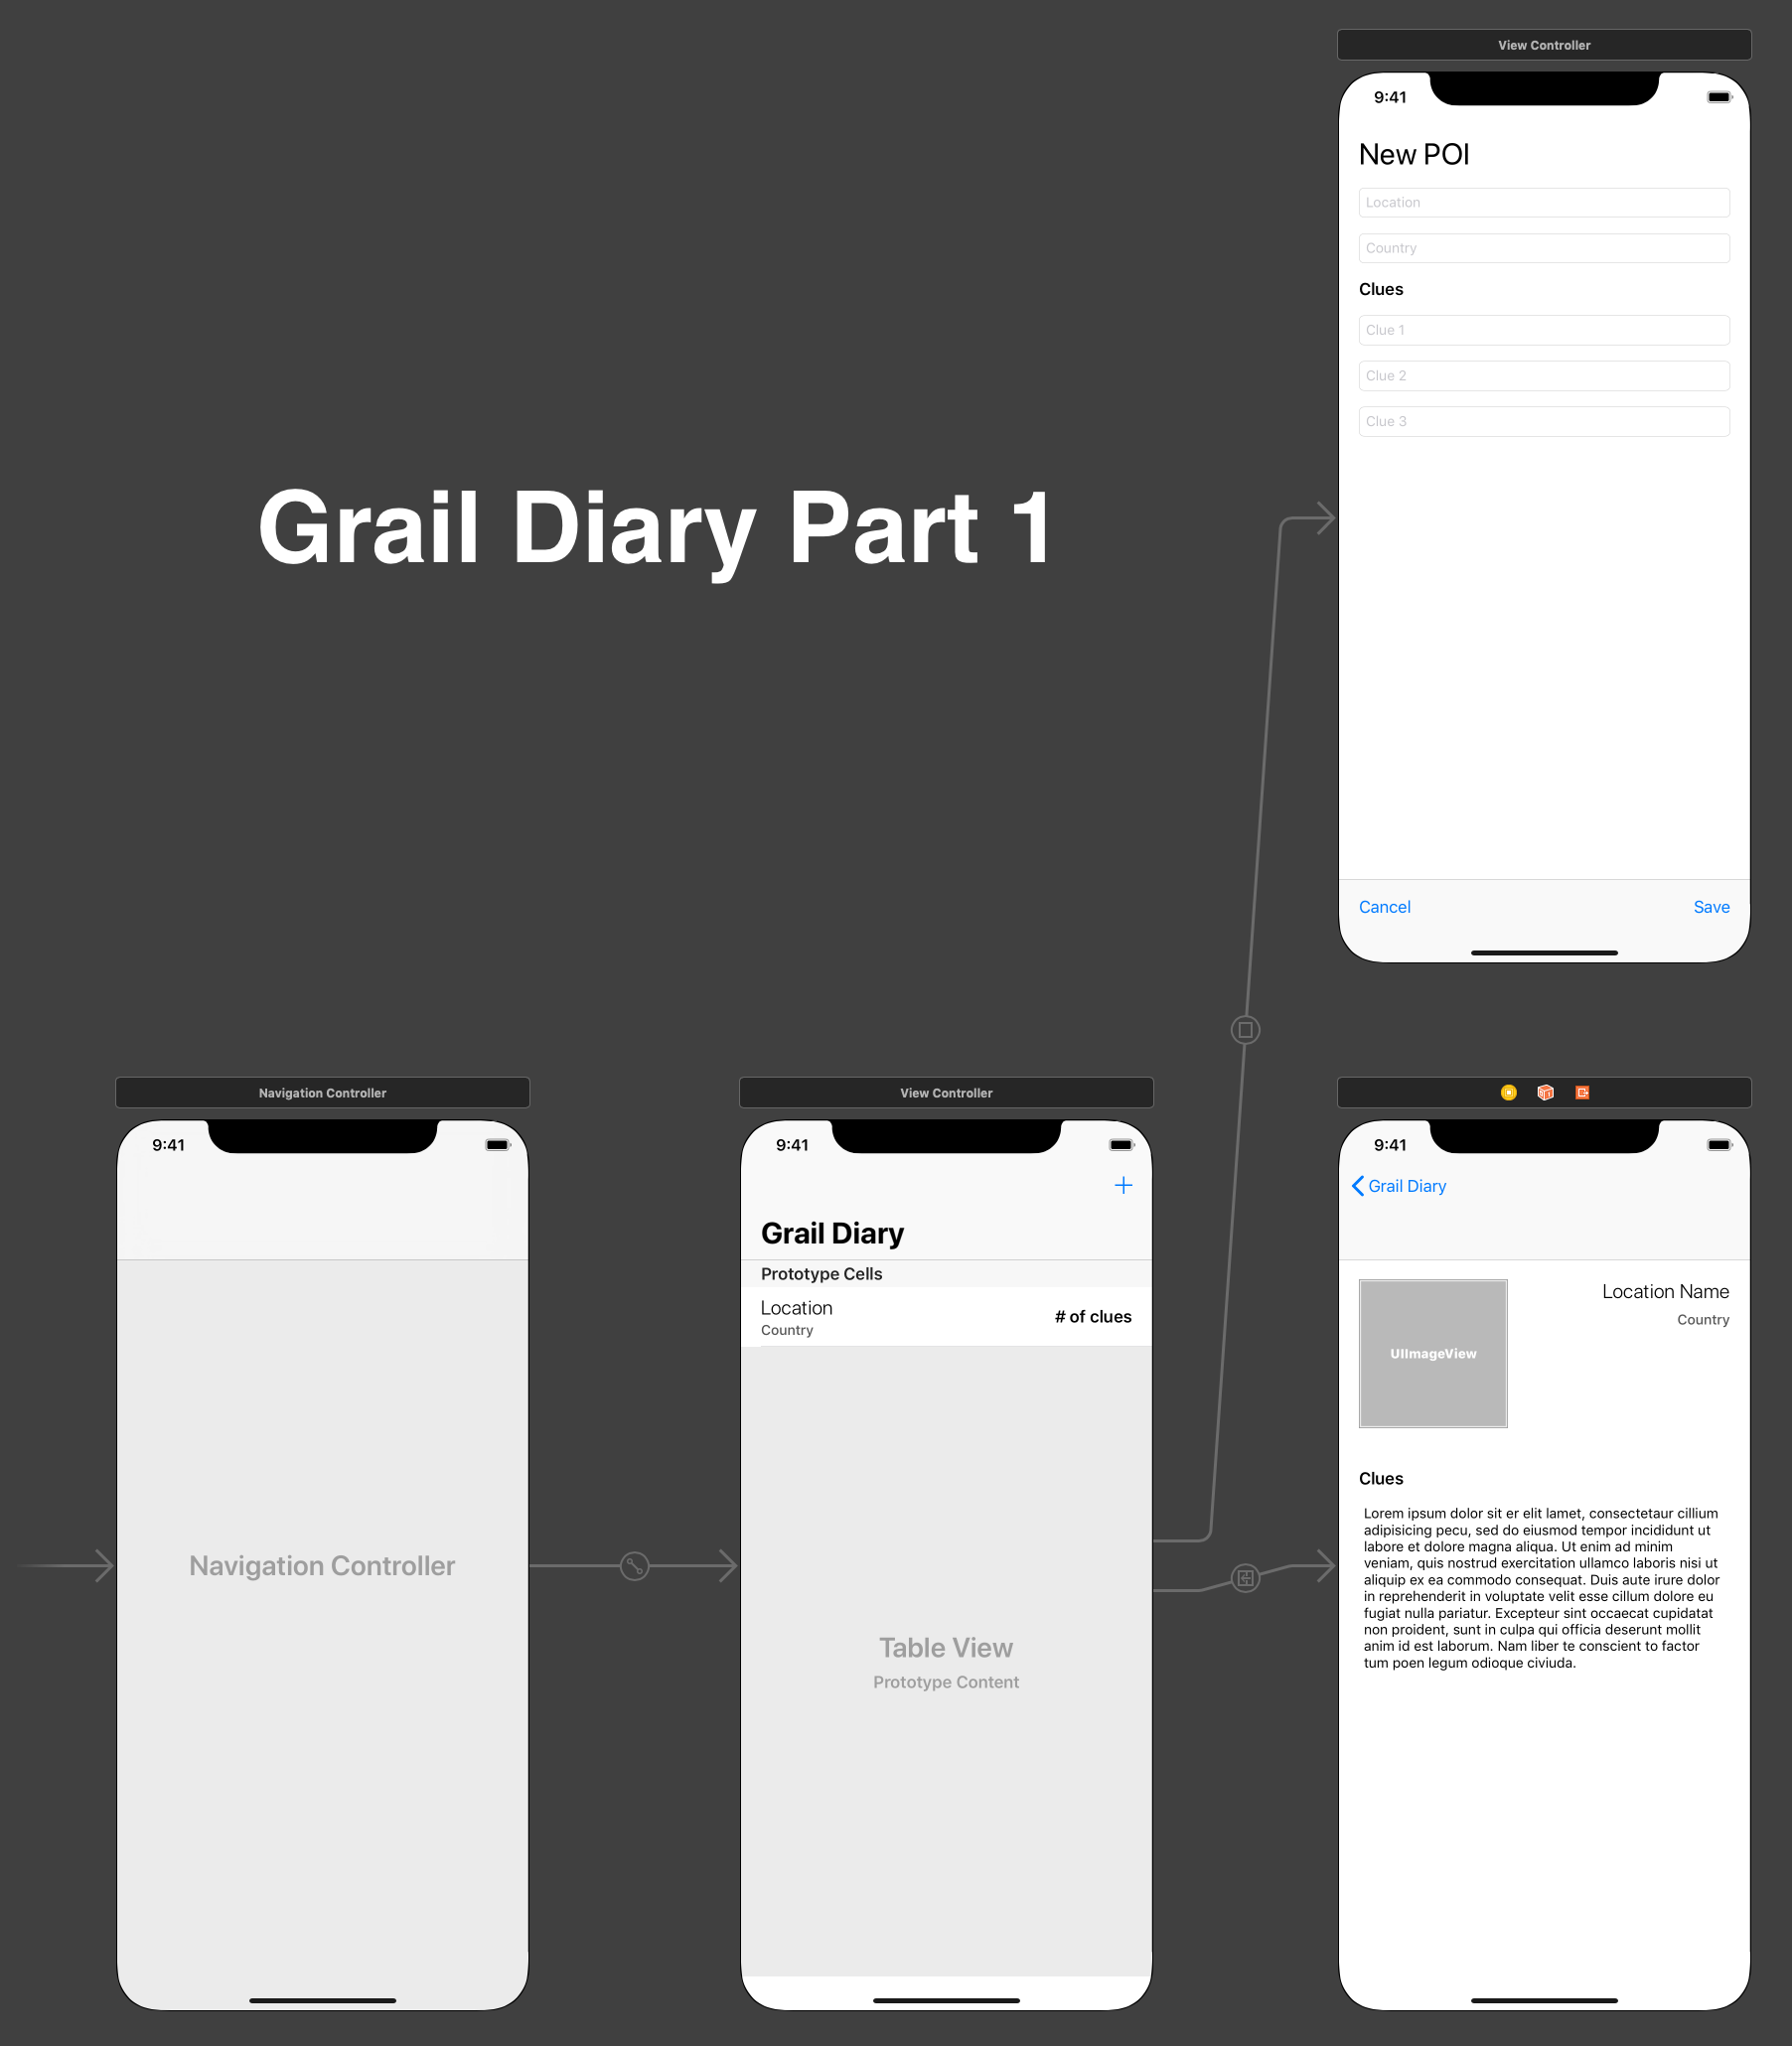 View Controller
9:41
New POI
Location
Country
Clues
Clue 1
Clue 2
Clue 3
Cancel
Save
Grail Diary Part 1
Navigation Controller
9:41
Navigation Controller
View Controller
9:41
+
Grail Diary
Prototype Cells
Location
Country
# of clues
Table View
Prototype Content
9:41
Grail Diary
UIImageView
Location Name
Country
Clues
Lorem ipsum dolor sit er elit lamet, consectetaur cillium
adipisicing pecu, sed do eiusmod tempor incididunt ut
labore et dolore magna aliqua. Ut enim ad minim
veniam, quis nostrud exercitation ullamco laboris nisi ut
aliquip ex ea commodo consequat. Duis aute irure dolor
in reprehenderit in voluptate velit esse cillum dolore eu
fugiat nulla pariatur. Excepteur sint occaecat cupidatat
non proident, sunt in culpa qui officia deserunt mollit
anim id est laborum. Nam liber te conscient to factor
tum poen legum odioque civiuda.